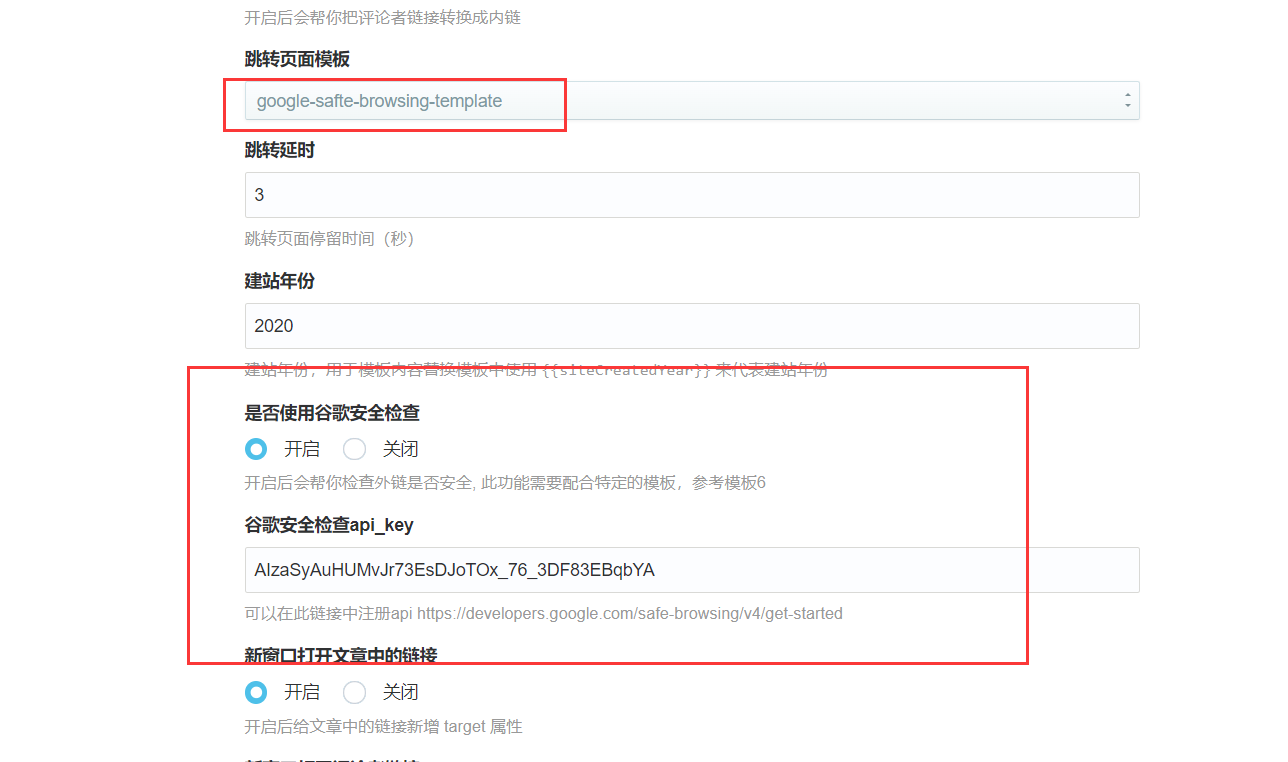 开启后会帮你把评论者链接转换成内链
跳转页面模板
google-safte-browsing-template
跳转延时
3
跳转页面停留时间（秒）
建站年份
2020
建站年份，用于模板内容替换模板中使用 {{siteCreatedYear}} 来代表建站年份
是否使用谷歌安全检查
开启 关闭
开启后会帮你检查外链是否安全, 此功能需要配合特定的模板，参考模板6
谷歌安全检查api_key
AIzaSyAuHUMvJr73EsDJoTOx_76_3DF83EBqbYA
可以在此链接中注册api https://developers.google.com/safe-browsing/v4/get-started
新窗口打开文章中的链接
开启 关闭
开启后给文章中的链接新增 target 属性